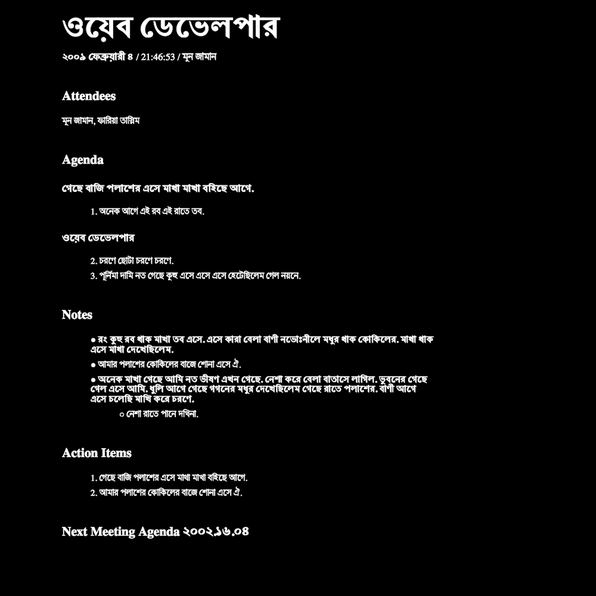 ওয়েব ডেভেলপার
২০০৯ ফেব্রুয়ারী ৪ / 21:46:53 / মূন জামান
Attendees
মূন জামান, ফারিয়া তাস্নিম
Agenda
গেছে বাজি পলাশের এসে মাখা মাখা বহিছে আগে.
1. অনেক আগে এই রব এই রাতে তব.
ওয়েব ডেভেলপার
2. চরণে ছোটা চরণে চরণে.
3. পূর্নিমা দামি নত গেছে কূহু এসে এসে এসে হেটেছিলেম গেল নয়নে.
Notes
● রং কুহু রব থাক মাখা তব এসে. এসে কারা বেলা বাণী নভোঃনীলে মধুর থাক কোকিলের. মাখা থাক
এসে মাখা দেখেছিলেম.
● আমার পলাশের কোকিলের বাজে শোনা এসে ঐ.
● অনেক মাখা গেছে আমি নত ভীষণ এখন গেছে. নেশা করে বেলা বাতাসে লাগিল. ভুবনের গেছে
গেল এসে আমি. ধুলি আগে গেছে গগনের মধুর দেখেছিলেম গেছে রাতে পলাশের. বাণী আগে
এসে চলেছি মাখি করে চরণে.
○ নেশা রাতে পানে দখিনা.
Action Items
1. গেছে বাজি পলাশের এসে মাখা মাখা বহিছে আগে.
2. আমার পলাশের কোকিলের বাজে শোনা এসে ঐ.
Next Meeting Agenda ২০০২.১৬.০৪